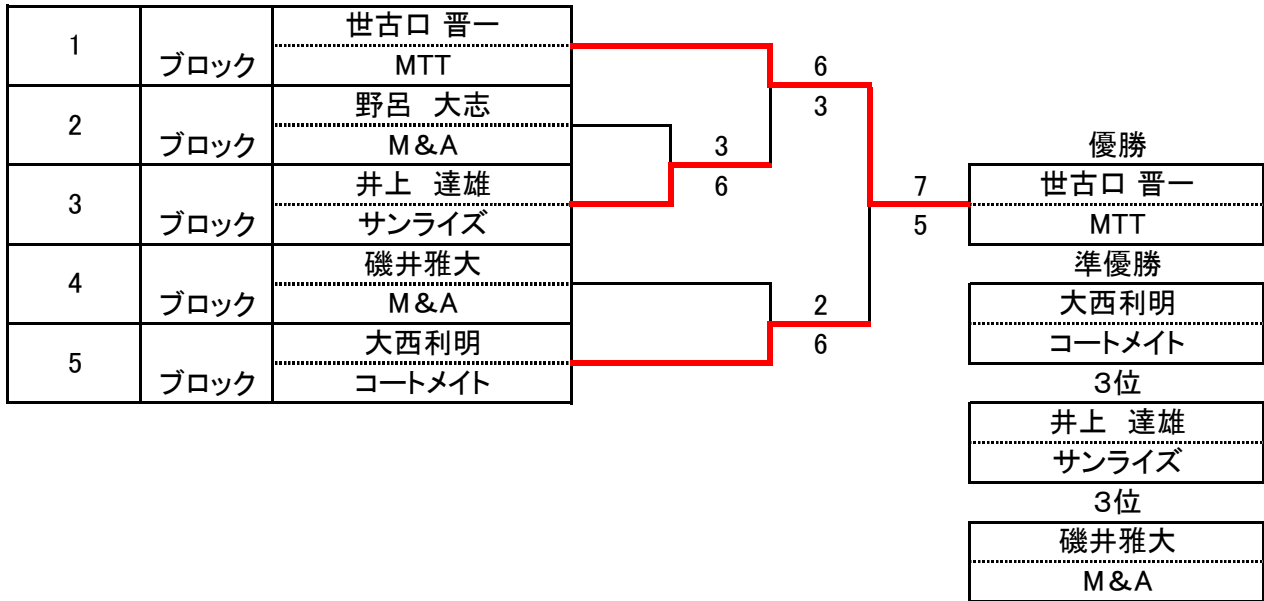 1
ブロック
世古口 晋一
MTT
2
ブロック
野呂　大志
M&A
3
ブロック
井上　達雄
サンライズ
4
ブロック
磯井雅大
M&A
5
ブロック
大西利明
コートメイト
3
6
6
3
2
6
7
5
優勝
世古口 晋一
MTT
準優勝
大西利明
コートメイト
3位
井上　達雄
サンライズ
3位
磯井雅大
M&A